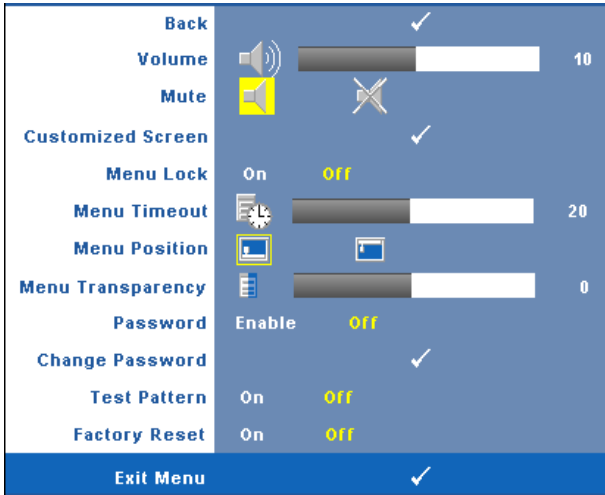 Back
Volume 10
Mute
Customized Screen
Menu Lock On Off
Menu Timeout 20
Menu Position
Menu Transparency 0
Password Enable Off
Change Password
Test Pattern On Off
Factory Reset On Off
Exit Menu